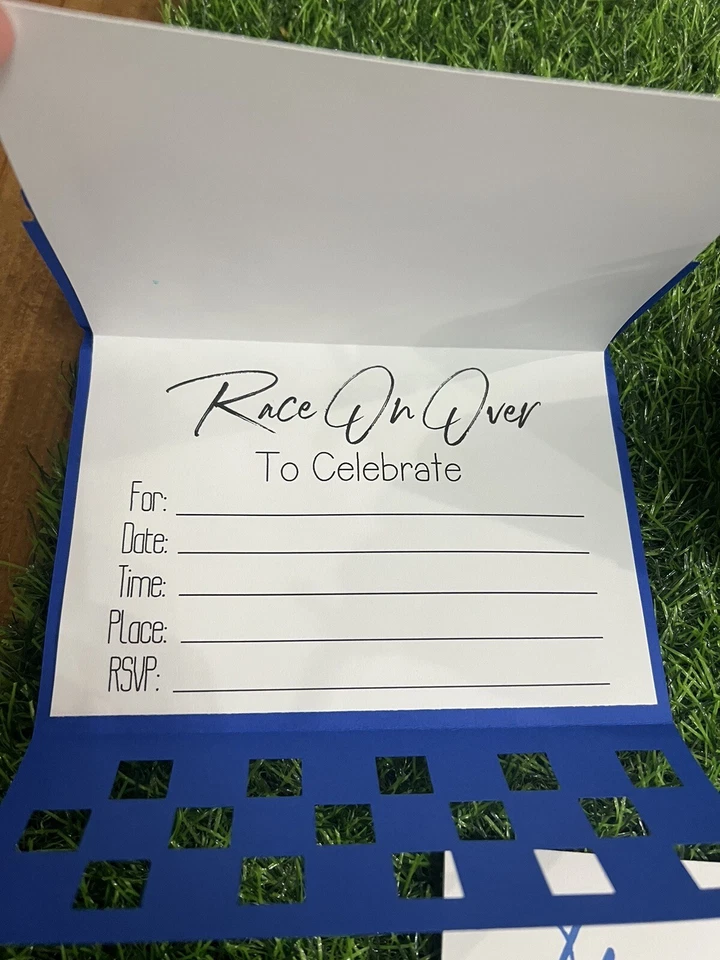 Race On Over
To Celebrate
For:
Date:
Time:
Place:
RSVP: